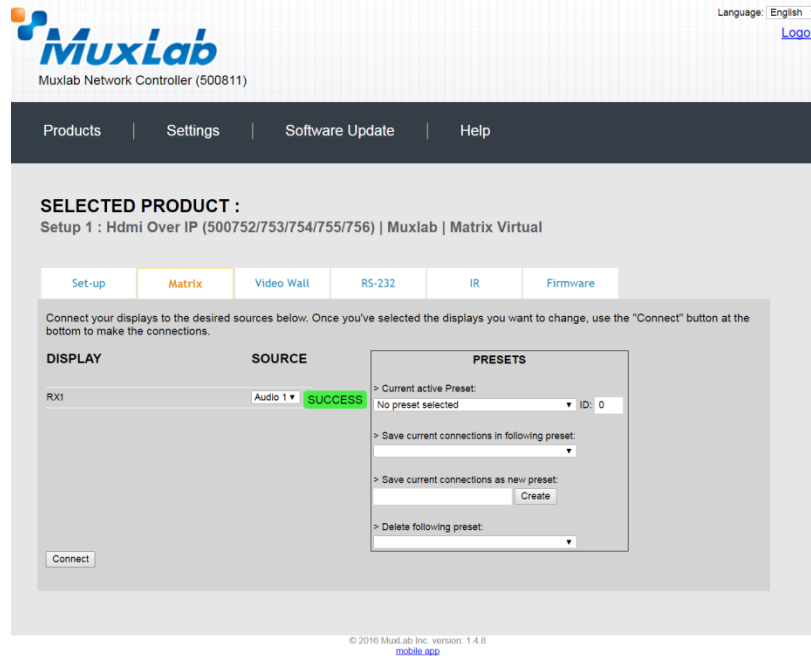 Language: English
Logo
MuxLab
Muxlab Network Controller (500811)
Products | Settings | Software Update | Help
SELECTED PRODUCT :
Setup 1 : Hdmi Over IP (500752/753/754/755/756) | Muxlab | Matrix Virtual
Set-up Matrix Video Wall RS-232 IR Firmware
Connect your displays to the desired sources below. Once you've selected the displays you want to change, use the "Connect" button at the
bottom to make the connections.
DISPLAY SOURCE
RX1 Audio 1 SUCCESS
PRESETS
> Current active Preset:
No preset selected ID: 0
> Save current connections in following preset:
> Save current connections as new preset:
Create
> Delete following preset:
Connect
© 2016 MuxLab Inc. version: 1.4.8
mobile app